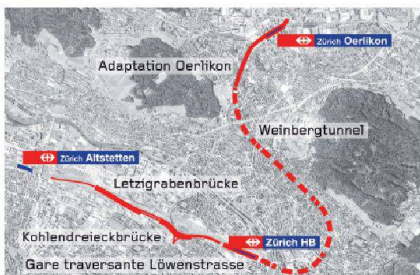 Zürich Oerlikon
Adaptation Oerlikon
Weinbergtunnel
Zürich Altstetten
Letzigrabenbrücke
Kohlendreieckbrücke
Zürich HB
Gare traversante Löwenstrasse